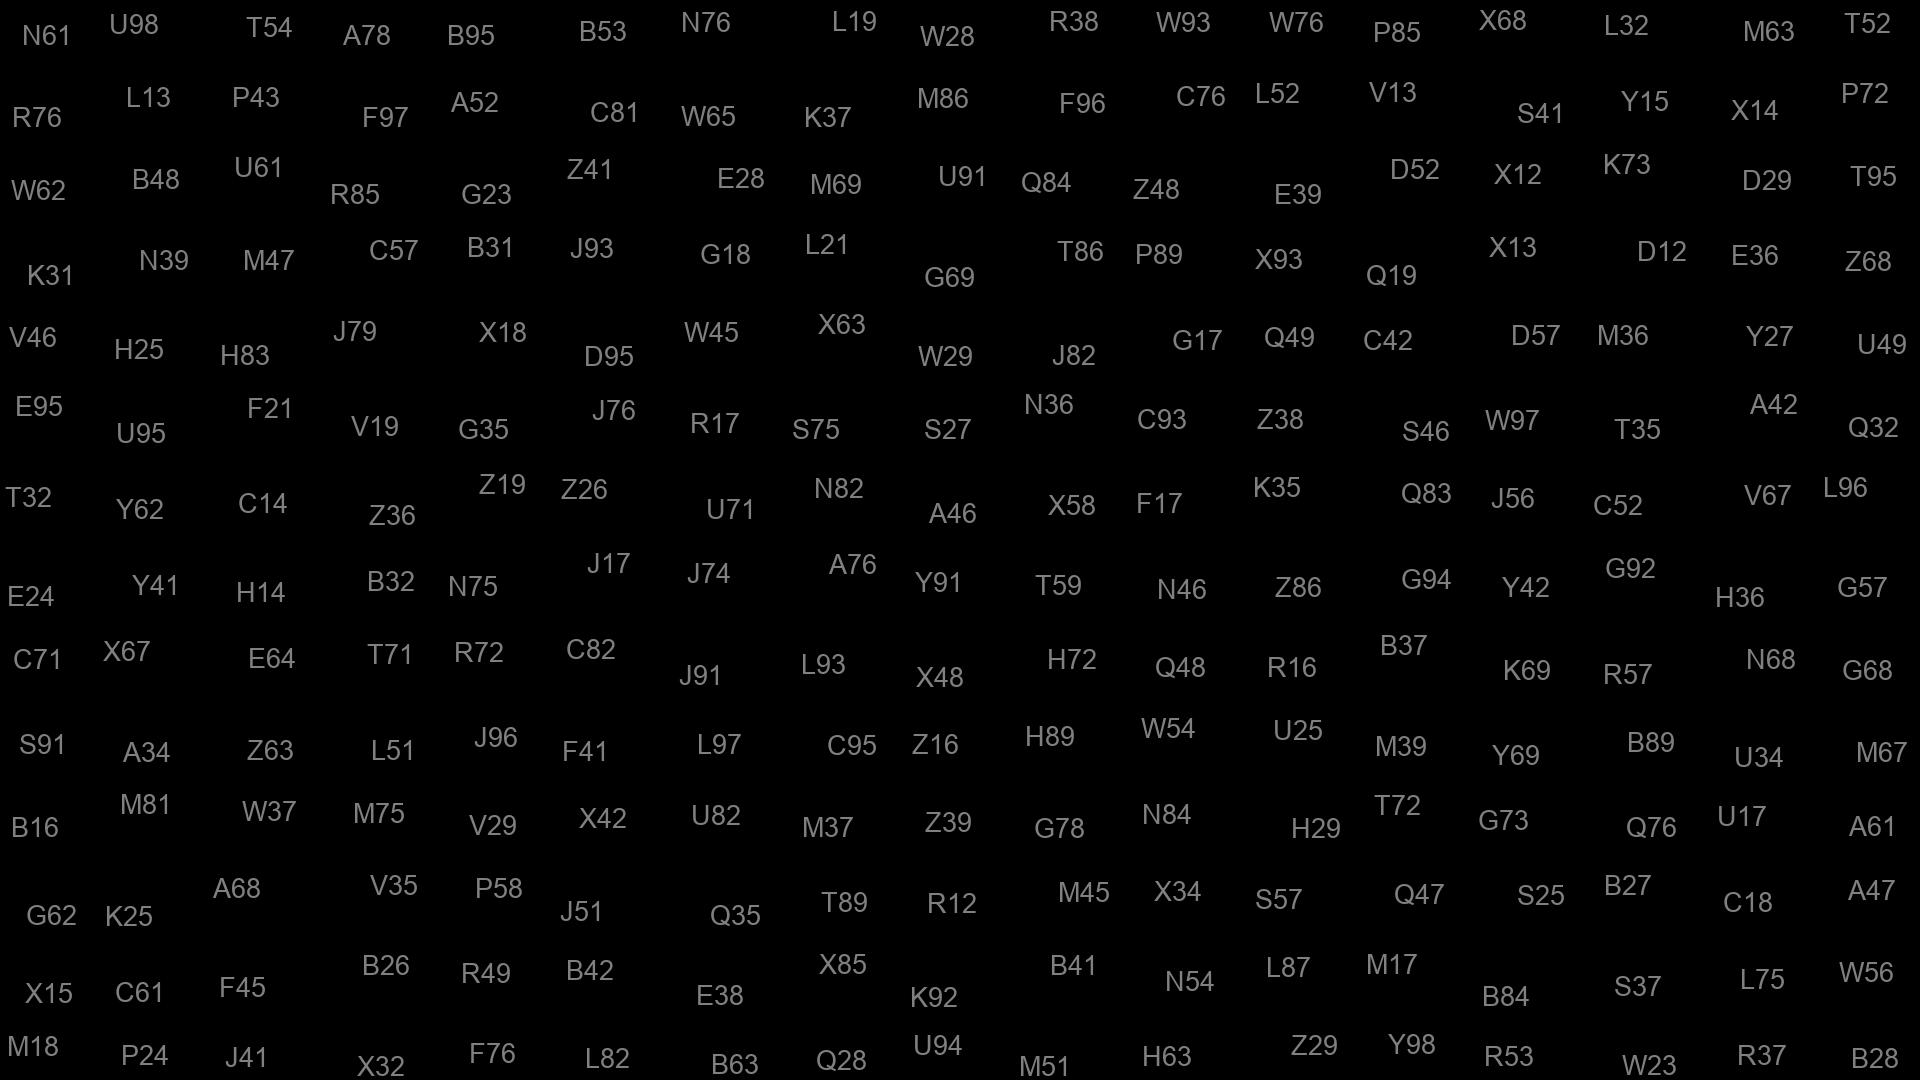 N61 U98 T54 A78 B95 B53 N76 L19 W28 R38 W93 W76 P85 X68 L32 M63 T52
R76 L13 P43 F97 A52 C81 W65 K37 M86 F96 C76 L52 V13 S41 Y15 X14 P72
W62 B48 U61 R85 G23 Z41 E28 M69 U91 Q84 Z48 E39 D52 X12 K73 D29 T95
K31 N39 M47 C57 B31 J93 G18 L21 G69 T86 P89 X93 Q19 X13 D12 E36 Z68
V46 H25 H83 J79 X18 D95 W45 X63 W29 J82 G17 Q49 C42 D57 M36 Y27 U49
E95 U95 F21 V19 G35 J76 R17 S75 S27 N36 C93 Z38 S46 W97 T35 A42 Q32
T32 Y62 C14 Z36 Z19 Z26 U71 N82 A46 X58 F17 K35 Q83 J56 C52 V67 L96
E24 Y41 H14 B32 N75 J17 J74 A76 Y91 T59 N46 Z86 G94 Y42 G92 H36 G57
C71 X67 E64 T71 R72 C82 J91 L93 X48 H72 Q48 R16 B37 K69 R57 N68 G68
S91 A34 Z63 L51 J96 F41 L97 C95 Z16 H89 W54 U25 M39 Y69 B89 U34 M67
B16 M81 W37 M75 V29 X42 U82 M37 Z39 G78 N84 H29 T72 G73 Q76 U17 A61
G62 K25 A68 V35 P58 J51 Q35 T89 R12 M45 X34 S57 Q47 S25 B27 C18 A47
X15 C61 F45 B26 R49 B42 E38 X85 K92 B41 N54 L87 M17 B84 S37 L75 W56
M18 P24 J41 X32 F76 L82 B63 Q28 U94 M51 H63 Z29 Y98 R53 W23 R37 B28